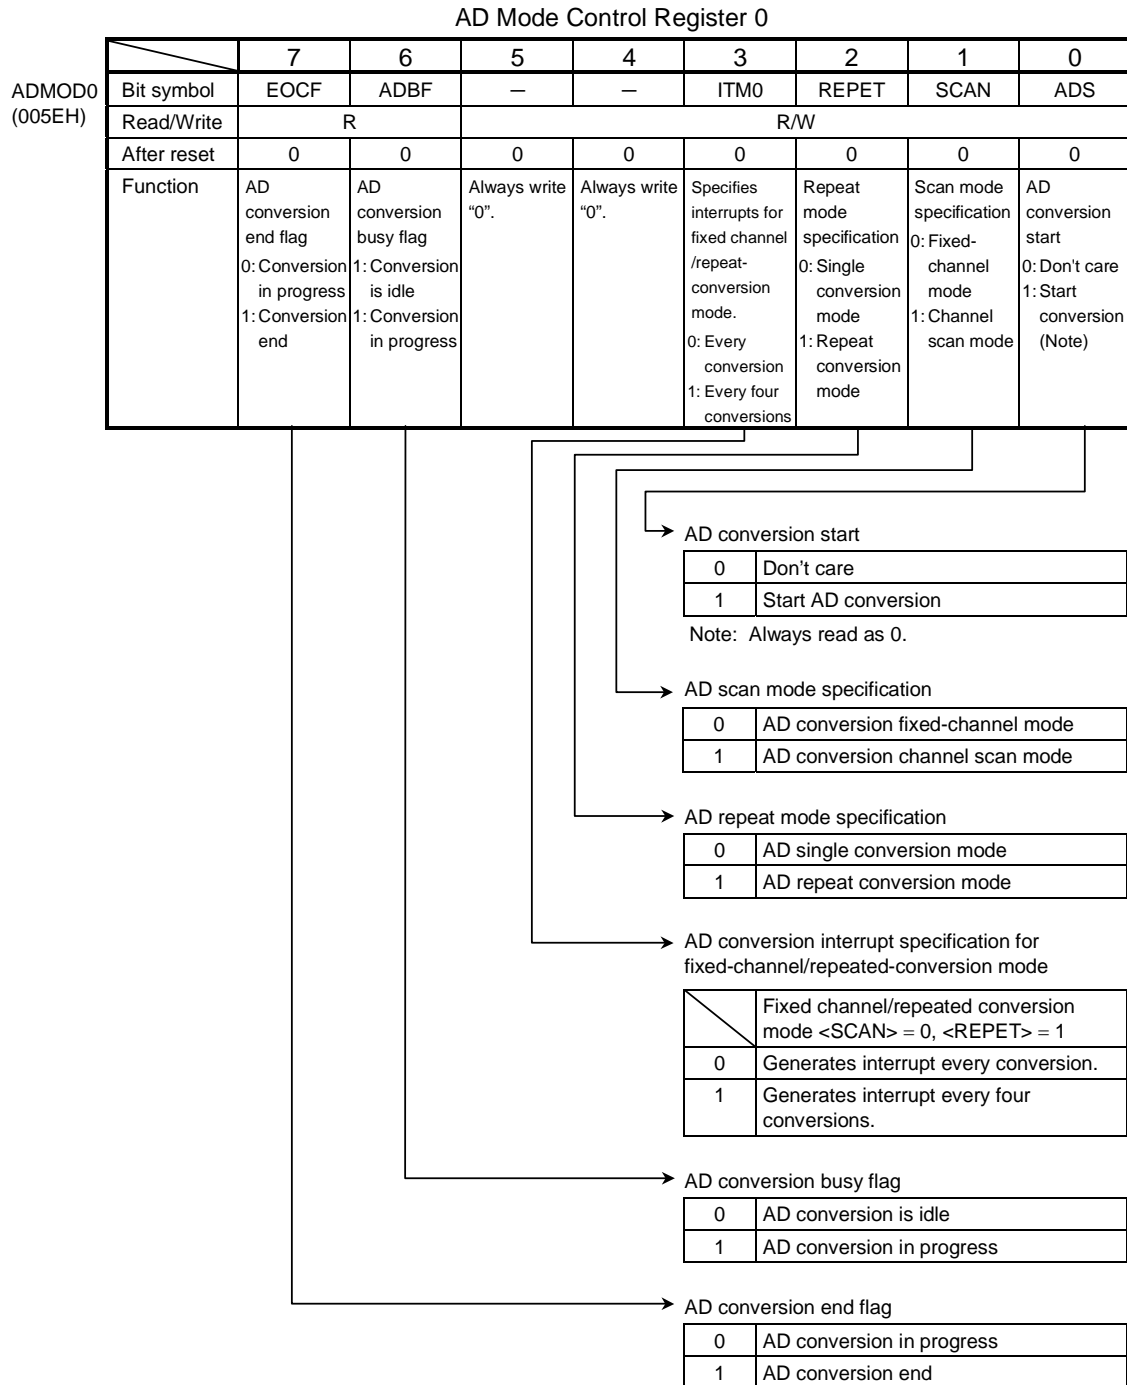 AD Mode Control Register 0
7 6 5 4 3 2 1 0
ADMOD0
(005EH)
Bit symbol EOCF ADBF — — ITM0 REPET SCAN ADS
Read/Write R R/W
After reset 0 0 0 0 0 0 0 0
Function
AD
conversion
end flag
0: Conversion
in progress
1: Conversion
end
AD
conversion
busy flag
1: Conversion
is idle
1: Conversion
in progress
Always write
“0”.
Always write
“0”.
Specifies
interrupts for
fixed channel
/repeat-
conversion
mode.
0: Every
conversion
1: Every four
conversions
Repeat
mode
specification
0: Single
conversion
mode
1: Repeat
conversion
mode
Scan mode
specification
0: Fixed-
channel
mode
1: Channel
scan mode
AD
conversion
start
0: Don't care
1: Start
conversion
(Note)
AD conversion start
0 Don’t care
1 Start AD conversion
Note: Always read as 0.
AD scan mode specification
0 AD conversion fixed-channel mode
1 AD conversion channel scan mode
AD repeat mode specification
0 AD single conversion mode
1 AD repeat conversion mode
AD conversion interrupt specification for
fixed-channel/repeated-conversion mode
Fixed channel/repeated conversion
mode <SCAN> = 0, <REPET> = 1
0 Generates interrupt every conversion.
1 Generates interrupt every four
conversions.
AD conversion busy flag
0 AD conversion is idle
1 AD conversion in progress
AD conversion end flag
0 AD conversion in progress
1 AD conversion end